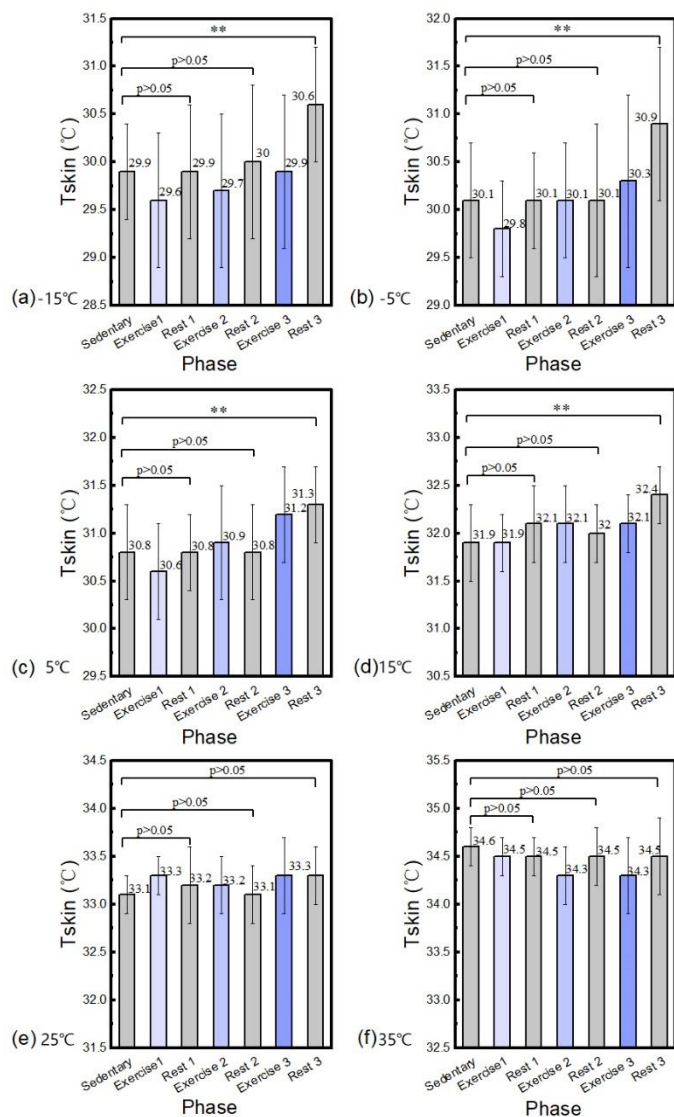 31.5
31.0
30.5
30.0
29.5
29.0
28.5
Tskin (℃)
**
p>0.05
p>0.05
29.9
29.6
29.9
29.7
30
29.9
30.6
(a) -15℃
Sedentary
Exercise1
Rest 1
Exercise 2
Rest 2
Exercise 3
Rest 3
Phase
32.0
31.5
31.0
30.5
30.0
29.5
29.0
Tskin (℃)
**
p>0.05
p>0.05
30.1
29.8
30.1
30.1
30.1
30.3
30.9
(b) -5℃
Sedentary
Exercise1
Rest 1
Exercise 2
Rest 2
Exercise 3
Rest 3
Phase
32.5
32.0
31.5
31.0
30.5
30.0
29.5
Tskin (℃)
**
p>0.05
p>0.05
30.8
30.6
30.8
30.9
30.8
31.2
31.3
(c) 5℃
Sedentary
Exercise1
Rest 1
Exercise 2
Rest 2
Exercise 3
Rest 3
Phase
33.5
33.0
32.5
32.0
31.5
31.0
30.5
Tskin (℃)
**
p>0.05
p>0.05
31.9
31.9
32.1
32.1
32
32.1
32.4
(d) 15℃
Sedentary
Exercise1
Rest 1
Exercise 2
Rest 2
Exercise 3
Rest 3
Phase
34.5
34.0
33.5
33.0
32.5
32.0
31.5
Tskin (℃)
p>0.05
p>0.05
p>0.05
33.1
33.3
33.2
33.2
33.1
33.3
(e) 25℃
Sedentary
Exercise1
Rest 1
Exercise 2
Rest 2
Exercise 3
Rest 3
Phase
35.5
35.0
34.5
34.0
33.5
33.0
32.5
Tskin (℃)
p>0.05
p>0.05
p>0.05
34.6
34.5
34.5
34.3
34.5
34.3
34.5
(f) 35℃
Sedentary
Exercise1
Rest 1
Exercise 2
Rest 2
Exercise 3
Rest 3
Phase